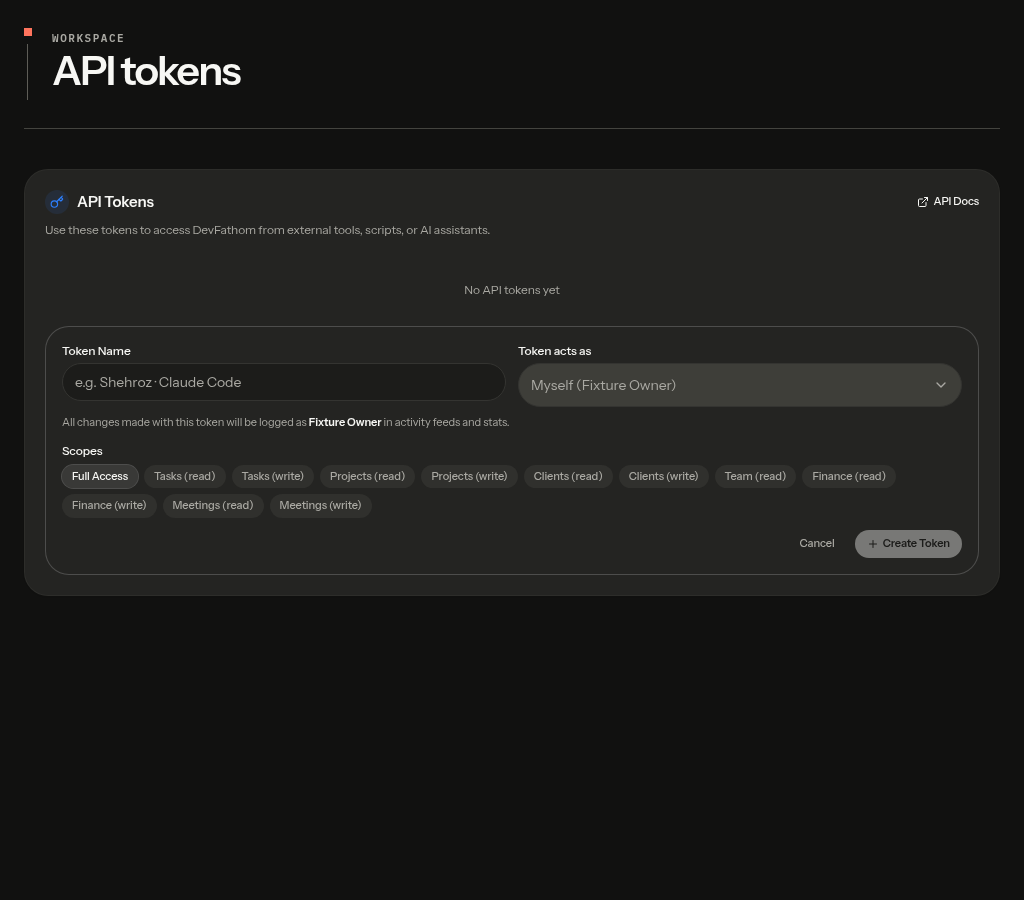 WORKSPACE
API tokens
API Tokens
API Docs
Use these tokens to access DevFathom from external tools, scripts, or AI assistants.
No API tokens yet
Token Name
Token acts as
e.g. Shehroz · Claude Code
Myself (Fixture Owner)
All changes made with this token will be logged as Fixture Owner in activity feeds and stats.
Scopes
Full Access Tasks (read) Tasks (write) Projects (read) Projects (write) Clients (read) Clients (write) Team (read) Finance (read)
Finance (write) Meetings (read) Meetings (write)
Cancel
+ Create Token